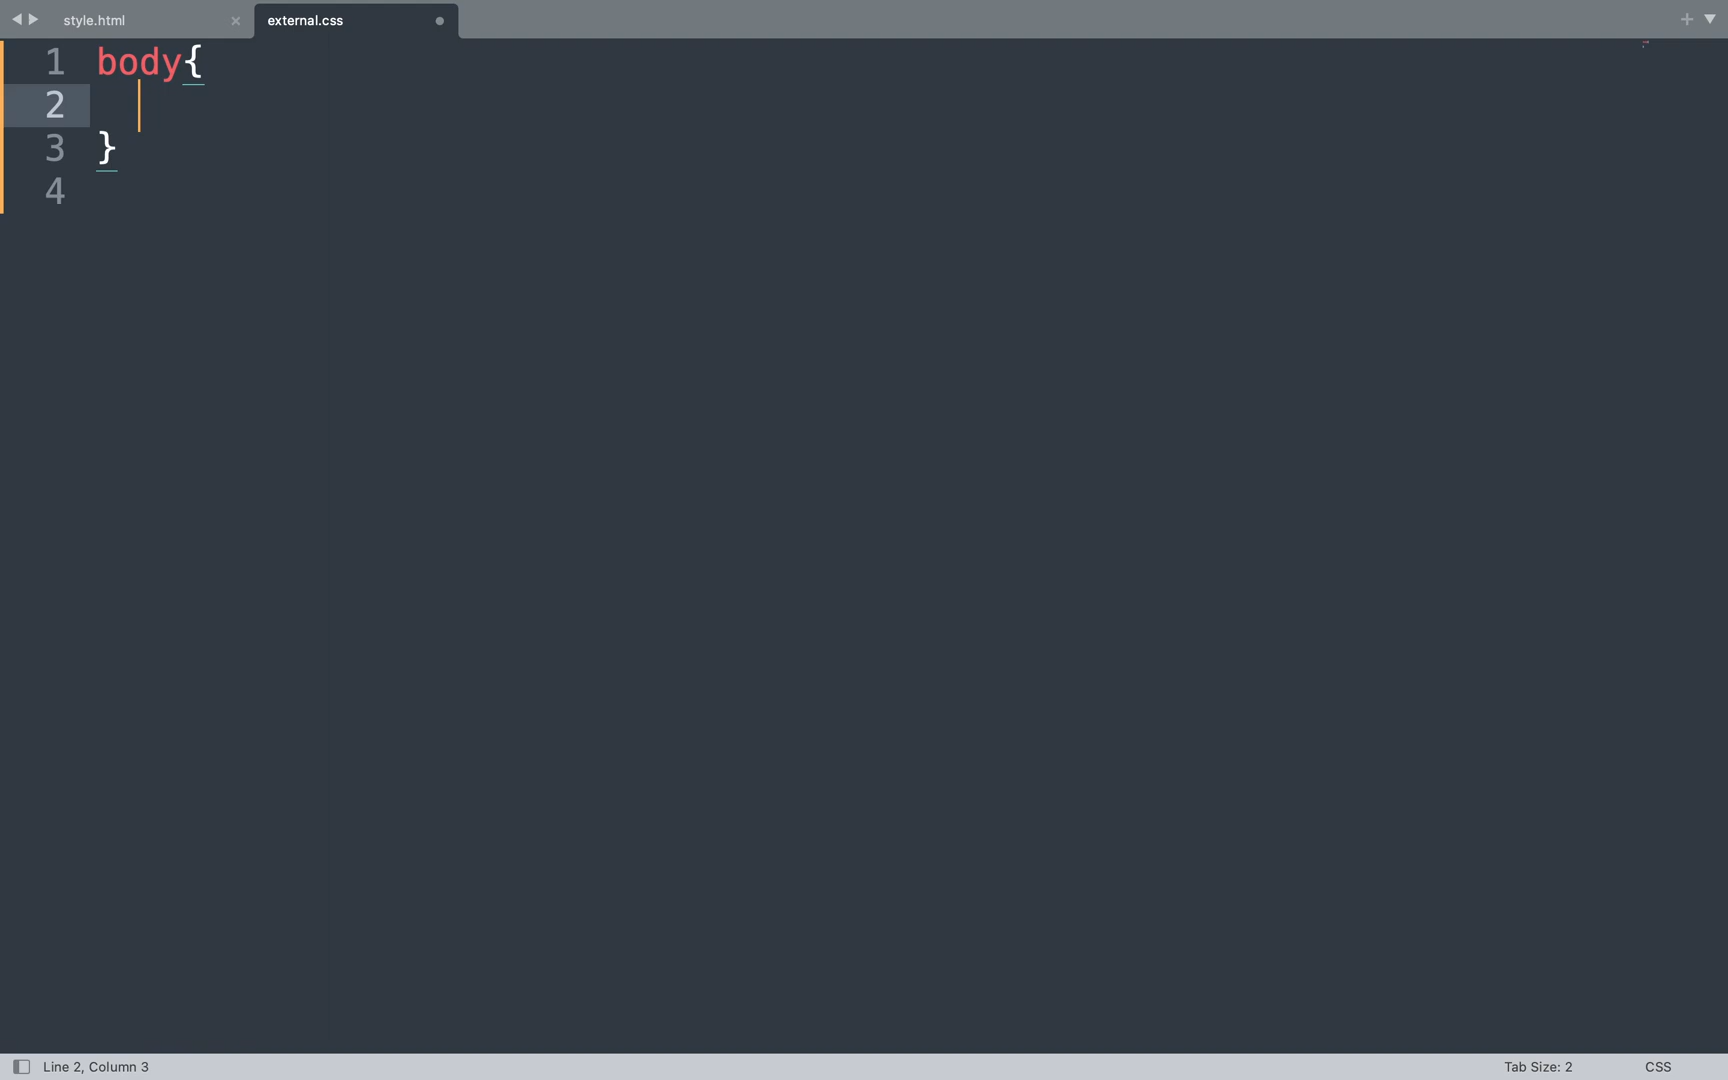 style.html
external.css
1 body{
2
3 }
4
Line 2, Column 3
Tab Size: 2
CSS